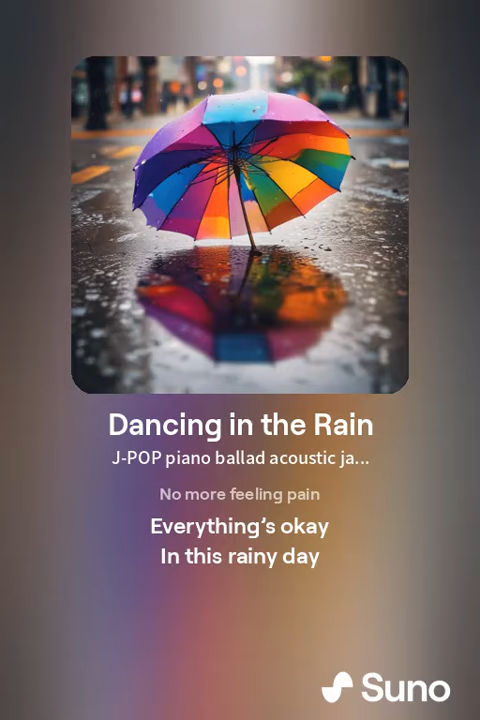 Dancing in the Rain
J-POP piano ballad acoustic ja...
No more feeling pain
Everything's okay
In this rainy day
Suno